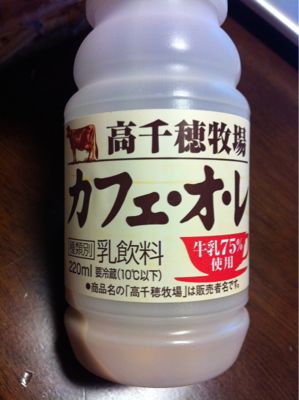 高千穂牧場
カフェ・オ・レ
種類別 乳飲料
牛乳75%
使用
220ml 要冷蔵(10℃以下)
●商品名の「高千穂牧場」は販売者名です。